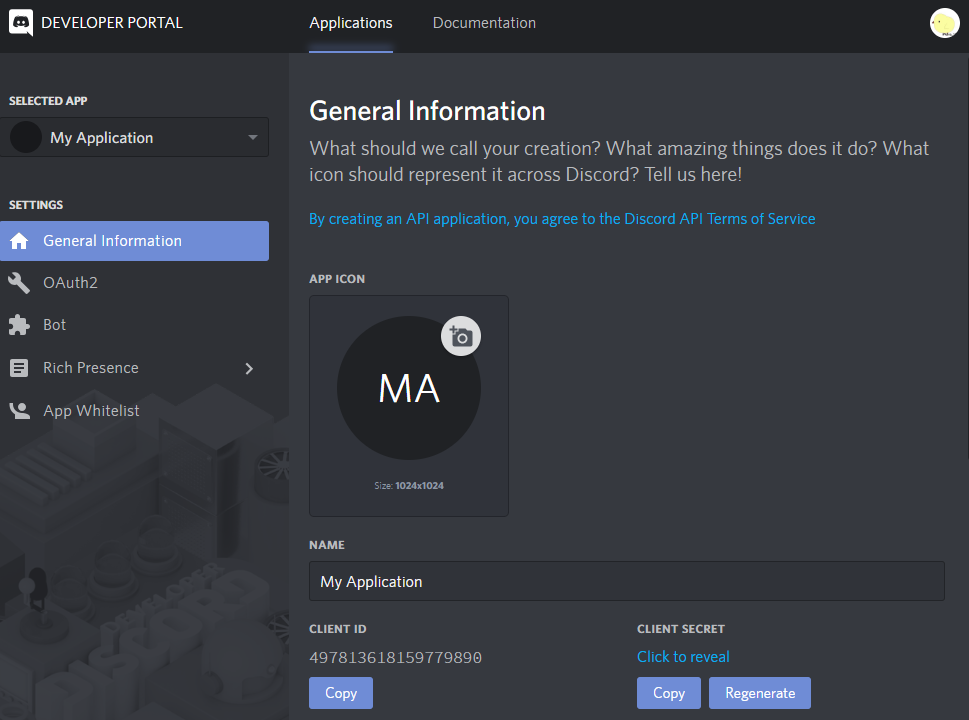 DEVELOPER PORTAL
Applications
Documentation
SELECTED APP
My Application
SETTINGS
General Information
OAuth2
Bot
Rich Presence
App Whitelist
General Information
What should we call your creation? What amazing things does it do? What
icon should represent it across Discord? Tell us here!
By creating an API application, you agree to the Discord API Terms of Service
APP ICON
MA
Size: 1024x1024
NAME
My Application
CLIENT ID
497813618159779890
Copy
CLIENT SECRET
Click to reveal
Copy
Regenerate